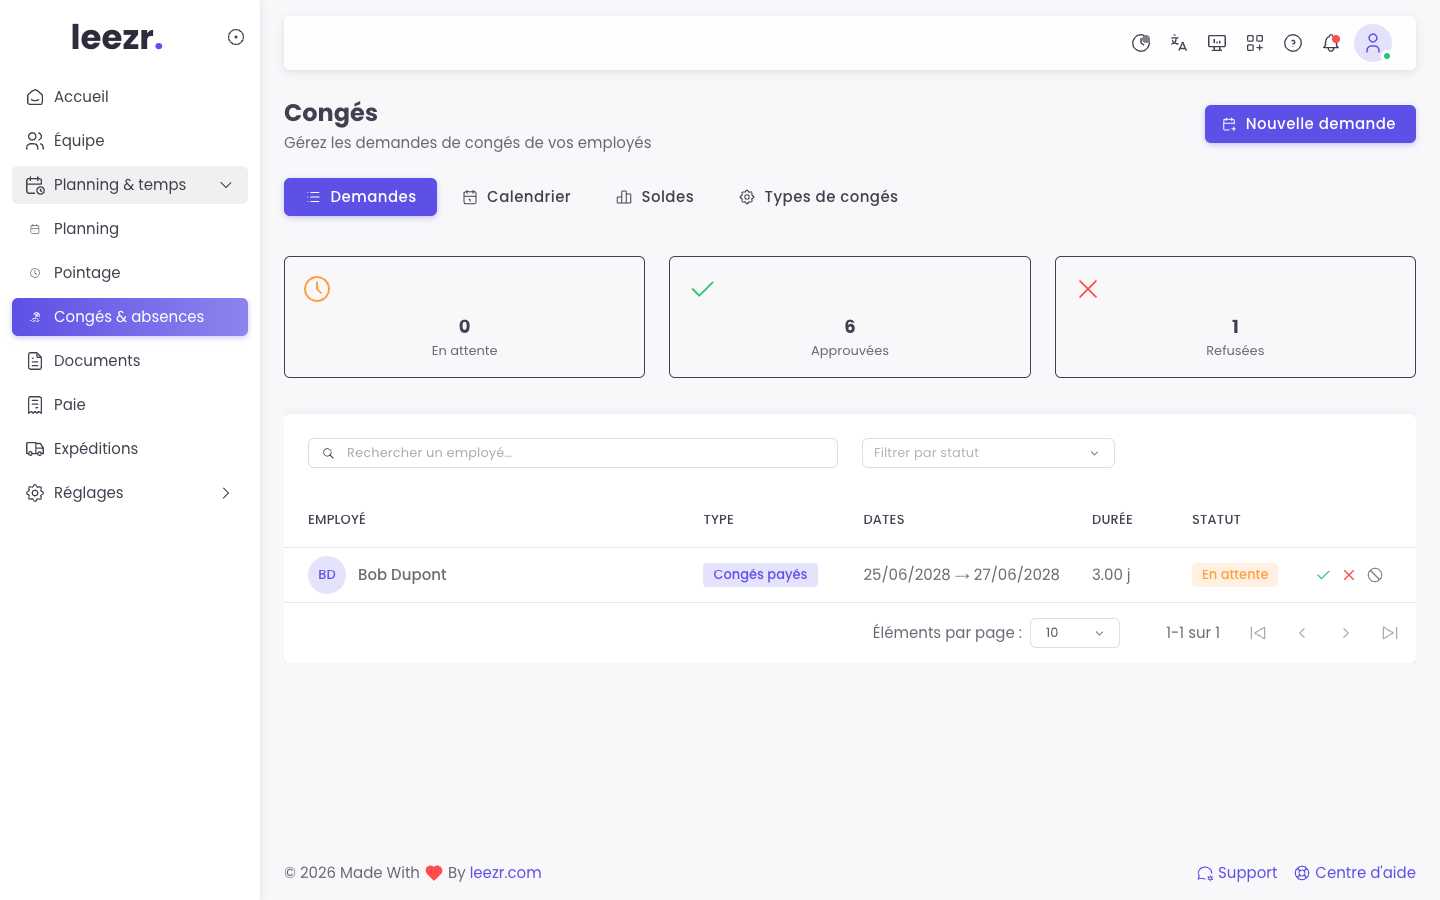 leezr.
Accueil
Équipe
Planning & temps
Planning
Pointage
Congés & absences
Documents
Paie
Expéditions
Réglages
Congés
Gérez les demandes de congés de vos employés
Nouvelle demande
Demandes
Calendrier
Soldes
Types de congés
0
En attente
6
Approuvées
1
Refusées
Rechercher un employé...
Filtrer par statut
EMPLOYÉ TYPE DATES DURÉE STATUT
BD Bob Dupont Congés payés 25/06/2028 → 27/06/2028 3.00 j En attente
Éléments par page : 10 1-1 sur 1
© 2026 Made With ❤ By leezr.com
Support
Centre d'aide